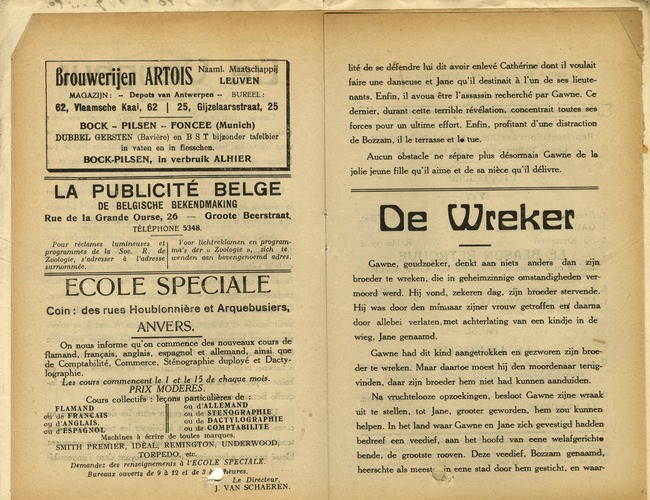 Brouwerijen ARTOIS Naaml. Maatschappij
LEUVEN
MAGAZIJN: - Depots van Antwerpen - BUREEL:
62, Vlaamsche Kaai, 62 | 25, Gijzelaarsstraat, 25
BOCK - PILSEN - FONCEE (Munich)
DUBBEL GERSTEN (Bavière) en B S T bijzonder tafelbier
in vaten en in flesschen.
BOCK-PILSEN, in verbruik ALHIER
LA PUBLICITÉ BELGE
DE BELGISCHE BEKENDMAKING
Rue de la Grande Ourse, 26 — Groote Beerstraat,
TÉLÉPHONE 5348.
Pour réclames lumineuses et
programmes de la Soc. R. de
Zoologie, s'adresser à l'adresse
surnommée.
Voor lichtreklamen en program-
ma's der « Zoologie », zich te
wenden aan bovengenoemd adres.
ECOLE SPECIALE
Coin : des rues Houblonnière et Arquebusiers,
ANVERS.
On nous informe qu'on commence des nouveaux cours de
flamand, français, anglais, espagnol et allemand, ainsi que
de Comptabilité, Commerce, Sténographie duployé et Dacty-
lographie.
Les cours commencent le 1 et le 15 de chaque mois.
PRIX MODERES.
Cours collectifs : leçons particulières de :
FLAMAND
ou de FRANCAIS
ou d'ANGLAIS
ou d'ESPAGNOL
ou d'ALLEMAND
ou de STENOGRAPHIE
ou de DACTYLOGRAPHIE
ou de COMPTABILITE
Machines à écrire de toutes marques.
SMITH PREMIER, IDEAL, REMINGTON, UNDERWOOD,
TORPEDO, etc.
Demandez des renseignements à l'ECOLE SPECIALE.
Bureaux ouverts de 9 à 12 et de 3 heures.
Le Directeur,
J. VAN SCHAEREN.
lité de se défendre lui dit avoir enlevé Cathérine dont il voulait
faire une danseuse et Jane qu'il destinait à l'un de ses lieute-
nants. Enfin, il avoua être l'assassin recherché par Gawne. Ce
dernier, durant cette terrible révélation, concentrait toutes ses
forces pour un ultime effort. Enfin, profitant d'une distraction
de Bozzam, il le terrasse et le tue.
Aucun obstacle ne sépare plus désormais Gawne de la
jolie jeune fille qu'il aime et de sa nièce qu'il délivre.
De Wreker
Gawne, goudzoeker, denkt aan niets anders dan zijn
broeder te wreken, die in geheimzinnige omstandigheden ver-
moord werd. Hij vond, zekeren dag, zijn broeder stervende.
Hij was door den minnaar zijner vrouw getroffen en daarna
door allebei verlaten, met achterlating van een kindje in de
wieg, Jane genaamd.
Gawne had dit kind aangetrokken en gezworen zijn broe-
der te wreken. Maar daartoe moest hij den moordenaar terug-
vinden, daar zijn broeder hem niet had kunnen aanduiden.
Na vruchtelooze opzoekingen, besloot Gawne zijne wraak
uit te stellen, tot Jane, grooter geworden, hem zou kunnen
helpen. In het land waar Gawne en Jane zich gevestigd hadden
bedreef een veedief, aan het hoofd van eene welafgerichte
bende, de grootste rooven. Deze veedief, Bozzam genaamd,
heerschte als meester in eene stad door hem gesticht, en waar-